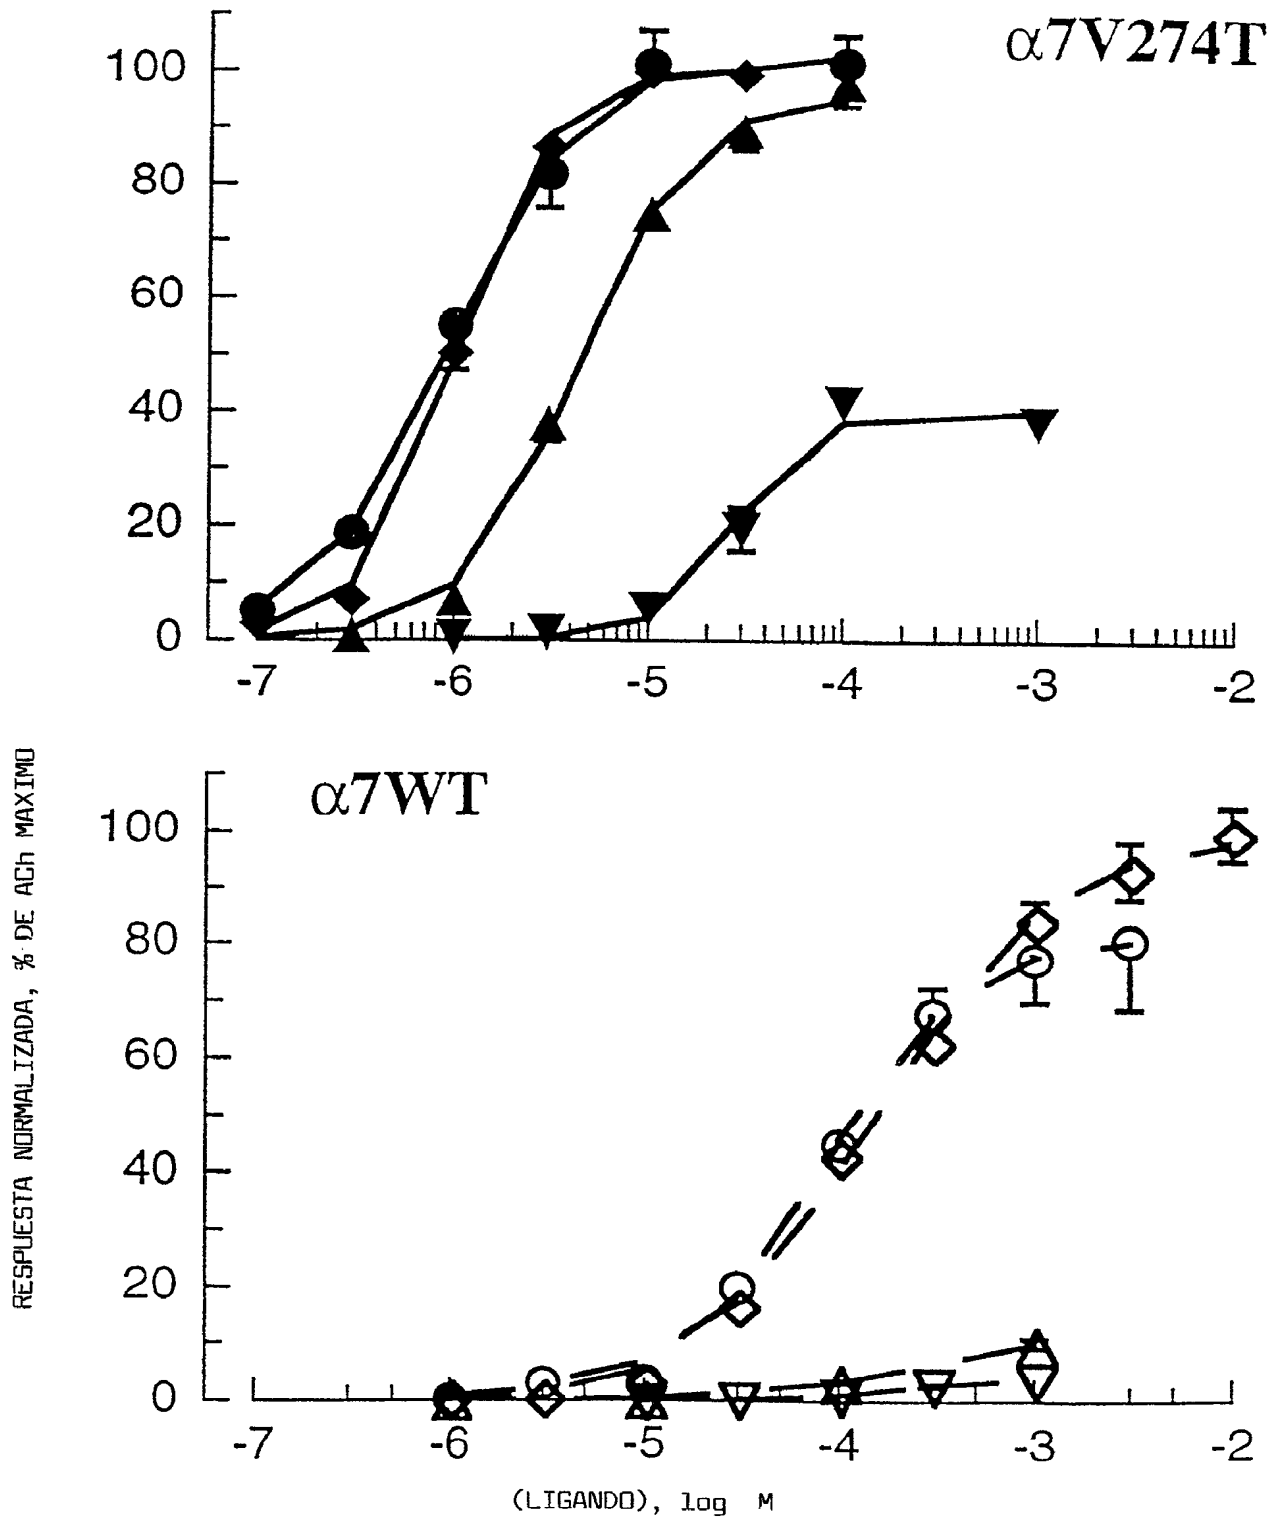 α7V274T
100
80
60
40
20
0
-7 -6 -5 -4 -3 -2
α7WT
100
80
60
40
20
0
-7 -6 -5 -4 -3 -2
RESPUESTA NORMALIZADA, % DE ACh MAXIMO
(LIGANDO), log M